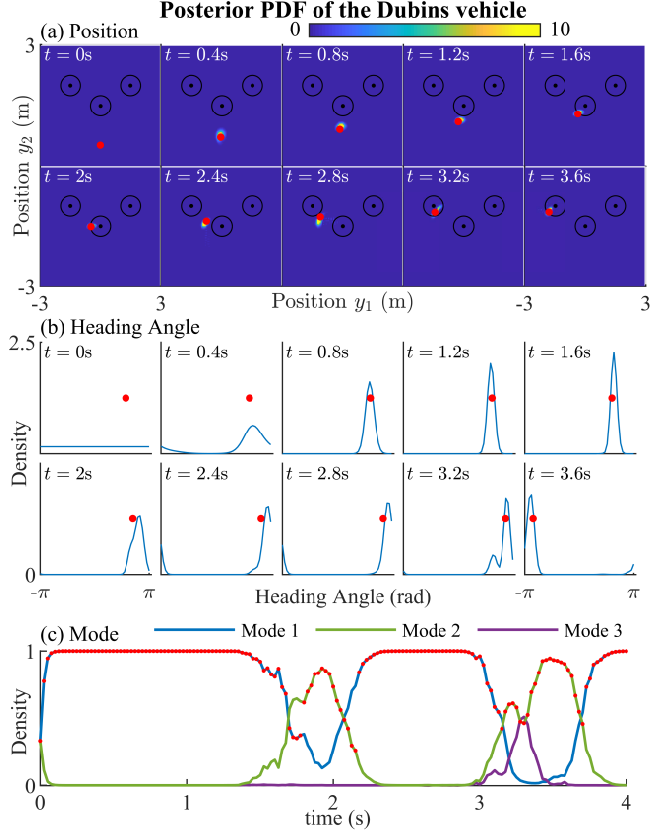 Posterior PDF of the Dubins vehicle
(a) Position
0
10
3
t = 0s
t = 0.4s
t = 0.8s
t = 1.2s
t = 1.6s
Position y₂ (m)
t = 2s
t = 2.4s
t = 2.8s
t = 3.2s
t = 3.6s
-3
-3
3
Position y₁ (m)
-3
3
(b) Heading Angle
2.5
t = 0s
t = 0.4s
t = 0.8s
t = 1.2s
t = 1.6s
Density
t = 2s
t = 2.4s
t = 2.8s
t = 3.2s
t = 3.6s
0
-π
π
Heading Angle (rad)
-π
π
(c) Mode
Mode 1
Mode 2
Mode 3
1
Density
0
0
1
2
3
4
time (s)